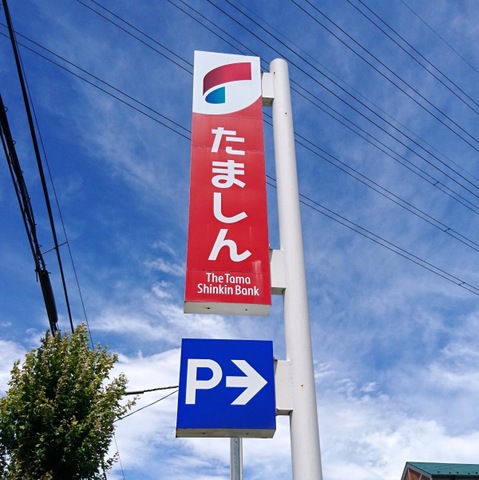 たましん
The Tama
Shinkin Bank
P→